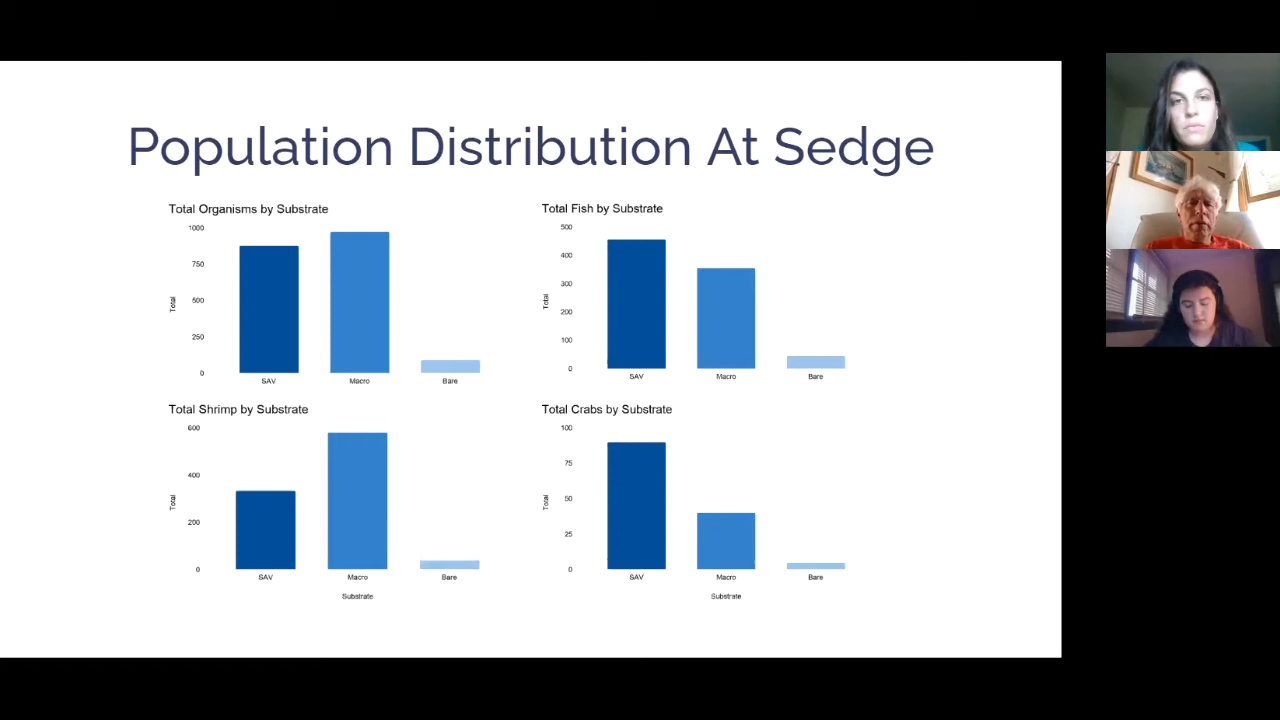 Population Distribution At Sedge
Total Organisms by Substrate
1000
750
500
250
0
Total
SAV Macro Bare
Total Fish by Substrate
500
400
300
200
100
0
Total
SAV Macro Bare
Total Shrimp by Substrate
600
400
200
0
Total
SAV Macro Bare
Substrate
Total Crabs by Substrate
100
75
50
25
0
Total
SAV Macro Bare
Substrate